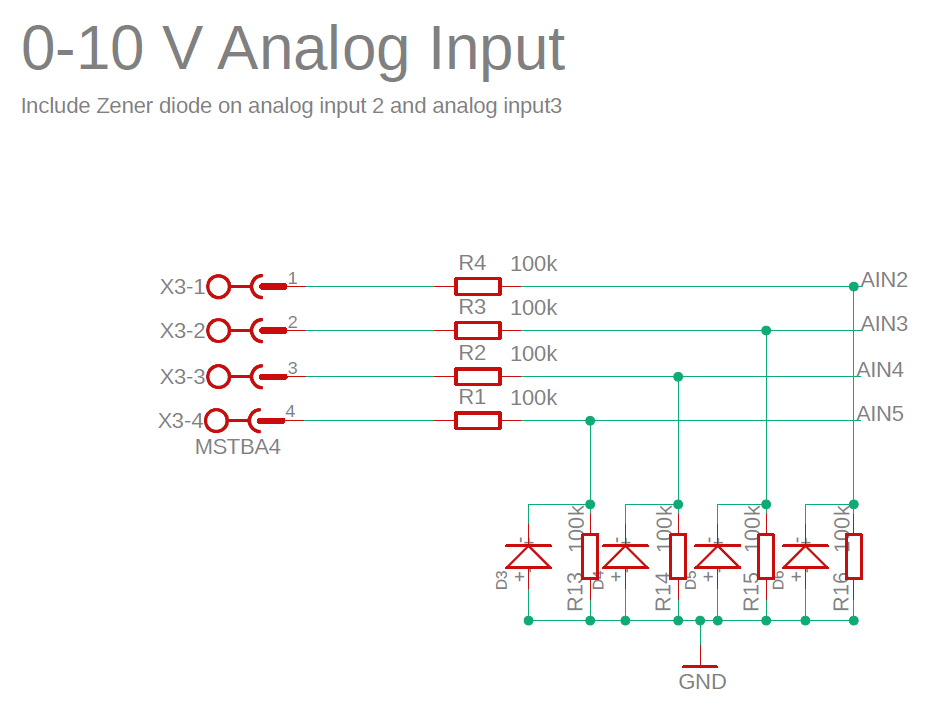 0-10 V Analog Input
Include Zener diode on analog input 2 and analog input3
X3-1 1 R4 100k AIN2
X3-2 2 R3 100k AIN3
X3-3 3 R2 100k AIN4
X3-4 4 R1 100k AIN5
MSTBA4
100k 100k 100k 100k
- - - -
+ + + +
D3 R13 D4 R14 D5 R15 D6 R16
GND